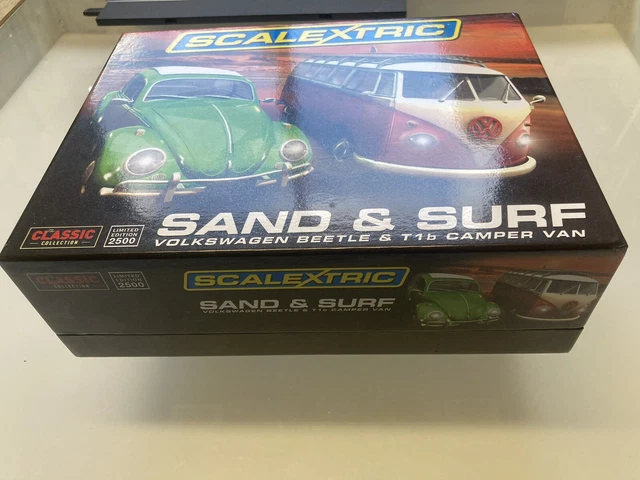 SCALEXTRIC
CLASSIC
COLLECTION
LIMITED
EDITION
2500
SAND & SURF
VOLKSWAGEN BEETLE & T1b CAMPER VAN
CLASSIC
COLLECTION
LIMITED
EDITION
2500
SCALEXTRIC
SAND & SURF
VOLKSWAGEN BEETLE & T1b CAMPER VAN